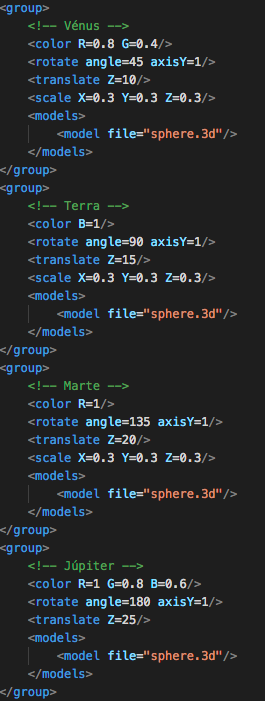 <group>
<!-- Vénus -->
<color R=0.8 G=0.4/>
<rotate angle=45 axisY=1/>
<translate Z=10/>
<scale X=0.3 Y=0.3 Z=0.3/>
<models>
<model file="sphere.3d"/>
</models>
</group>
<group>
<!-- Terra -->
<color B=1/>
<rotate angle=90 axisY=1/>
<translate Z=15/>
<scale X=0.3 Y=0.3 Z=0.3/>
<models>
<model file="sphere.3d"/>
</models>
</group>
<group>
<!-- Marte -->
<color R=1/>
<rotate angle=135 axisY=1/>
<translate Z=20/>
<scale X=0.3 Y=0.3 Z=0.3/>
<models>
<model file="sphere.3d"/>
</models>
</group>
<group>
<!-- Júpiter -->
<color R=1 G=0.8 B=0.6/>
<rotate angle=180 axisY=1/>
<translate Z=25/>
<models>
<model file="sphere.3d"/>
</models>
</group>